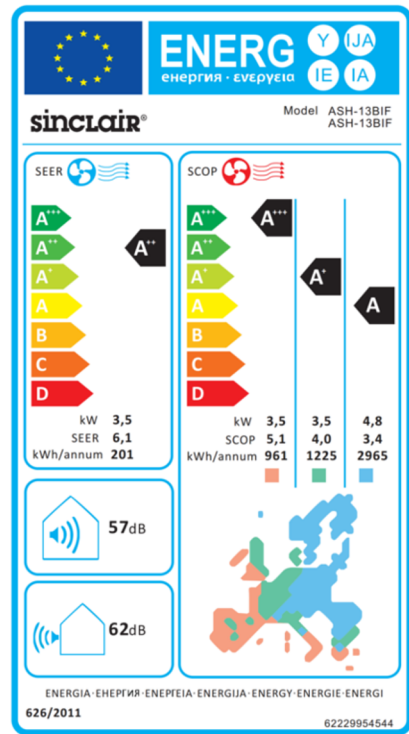 ENERG
енергия · ενεργεια
Y IJA
IE IA
sinclair®
Model ASH-13BIF
ASH-13BIF
SEER
A+++
A++
A+
A
B
C
D
A++
kW 3,5
SEER 6,1
kWh/annum 201
SCOP
A+++
A++
A+
A
B
C
D
A+++
A+
A
kW 3,5 3,5 4,8
SCOP 5,1 4,0 3,4
kWh/annum 961 1225 2965
57dB
62dB
ENERGIA·ЕНЕРГИЯ·ΕΝΕΡΓΕΙΑ·ENERGIJA·ENERGY·ENERGIE·ENERGI
626/2011
62229954544